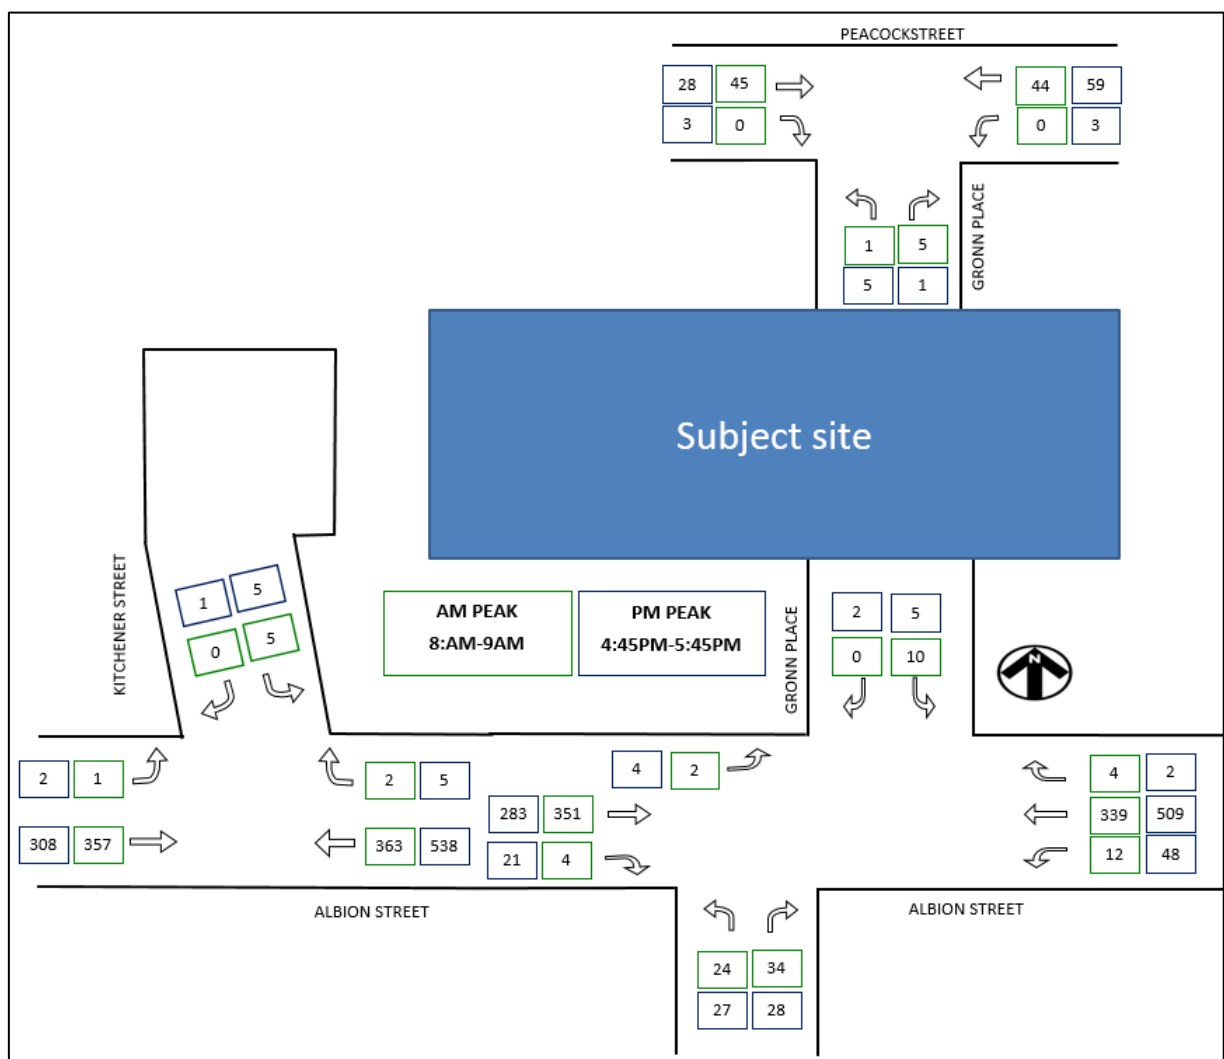 PEACOCKSTREET
28 45
44 59
3 0
0 3
GRONN PLACE
1 5
5 1
Subject site
KITCHENER STREET
1 5
0 5
AM PEAK
8:AM-9AM
PM PEAK
4:45PM-5:45PM
GRONN PLACE
2 5
0 10
N
2 1
2 5
4 2
4 2
283 351
339 509
308 357
363 538
21 4
12 48
ALBION STREET
ALBION STREET
24 34
27 28